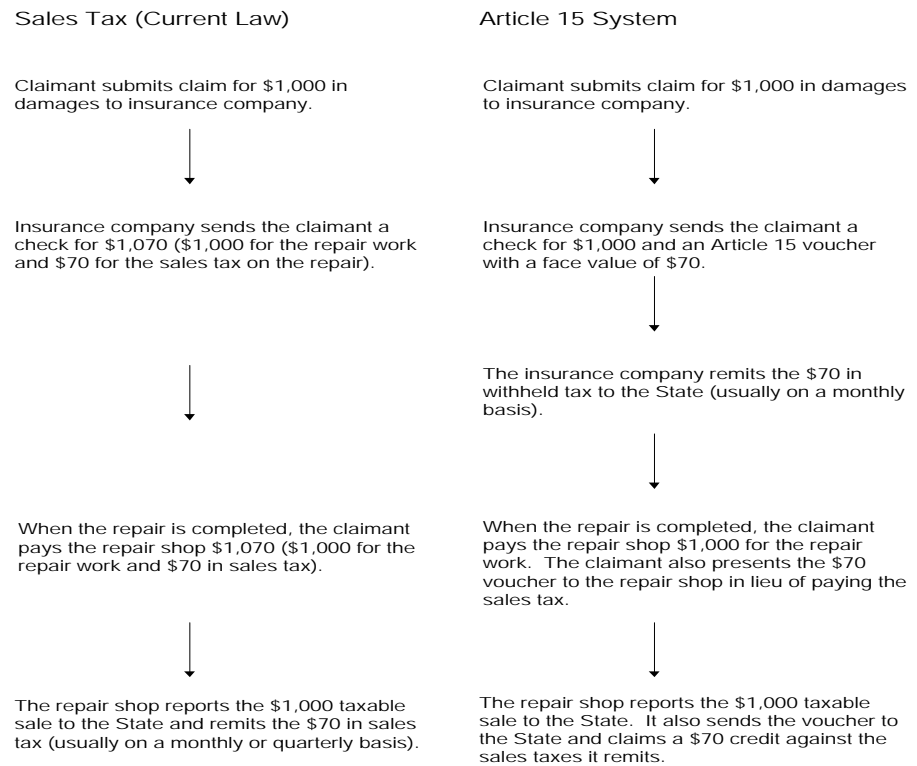 Sales Tax (Current Law)
Claimant submits claim for $1,000 in
damages to insurance company.
Insurance company sends the claimant a
check for $1,070 ($1,000 for the repair work
and $70 for the sales tax on the repair).
When the repair is completed, the claimant
pays the repair shop $1,070 ($1,000 for the
repair work and $70 in sales tax).
The repair shop reports the $1,000 taxable
sale to the State and remits the $70 in sales
tax (usually on a monthly or quarterly basis).
Article 15 System
Claimant submits claim for $1,000 in damages
to insurance company.
Insurance company sends the claimant a
check for $1,000 and an Article 15 voucher
with a face value of $70.
The insurance company remits the $70 in
withheld tax to the State (usually on a monthly
basis).
When the repair is completed, the claimant
pays the repair shop $1,000 for the repair
work.  The claimant also presents the $70
voucher to the repair shop in lieu of paying the
sales tax.
The repair shop reports the $1,000 taxable
sale to the State.  It also sends the voucher to
the State and claims a $70 credit against the
sales taxes it remits.